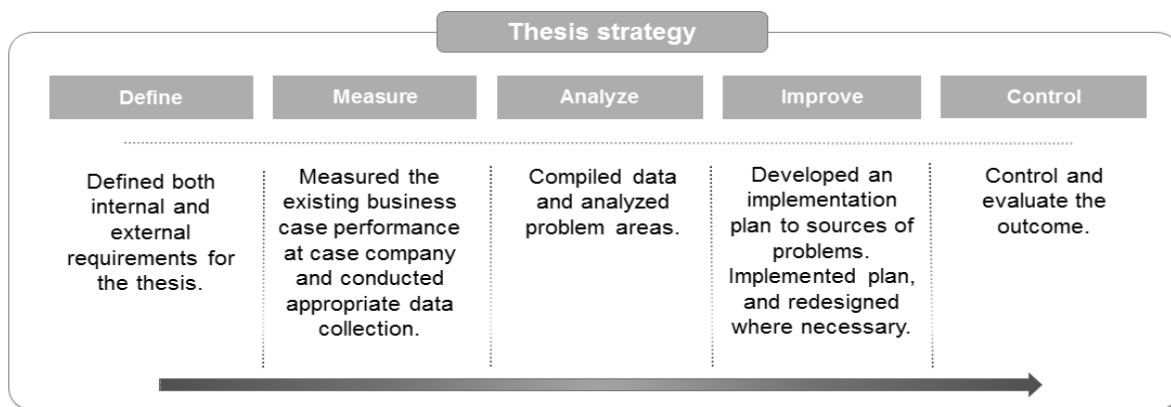 Thesis strategy
Define
Measure
Analyze
Improve
Control
Defined both
internal and
external
requirements for
the thesis.
Measured the
existing business
case performance
at case company
and conducted
appropriate data
collection.
Compiled data
and analyzed
problem areas.
Developed an
implementation
plan to sources of
problems.
Implemented plan,
and redesigned
where necessary.
Control and
evaluate the
outcome.